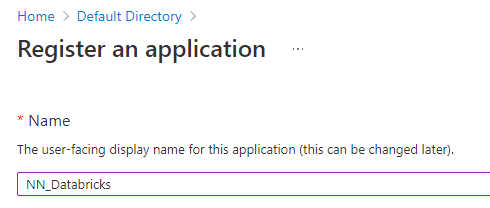 Home > Default Directory >
Register an application ...
* Name
The user-facing display name for this application (this can be changed later).
NN_Databricks